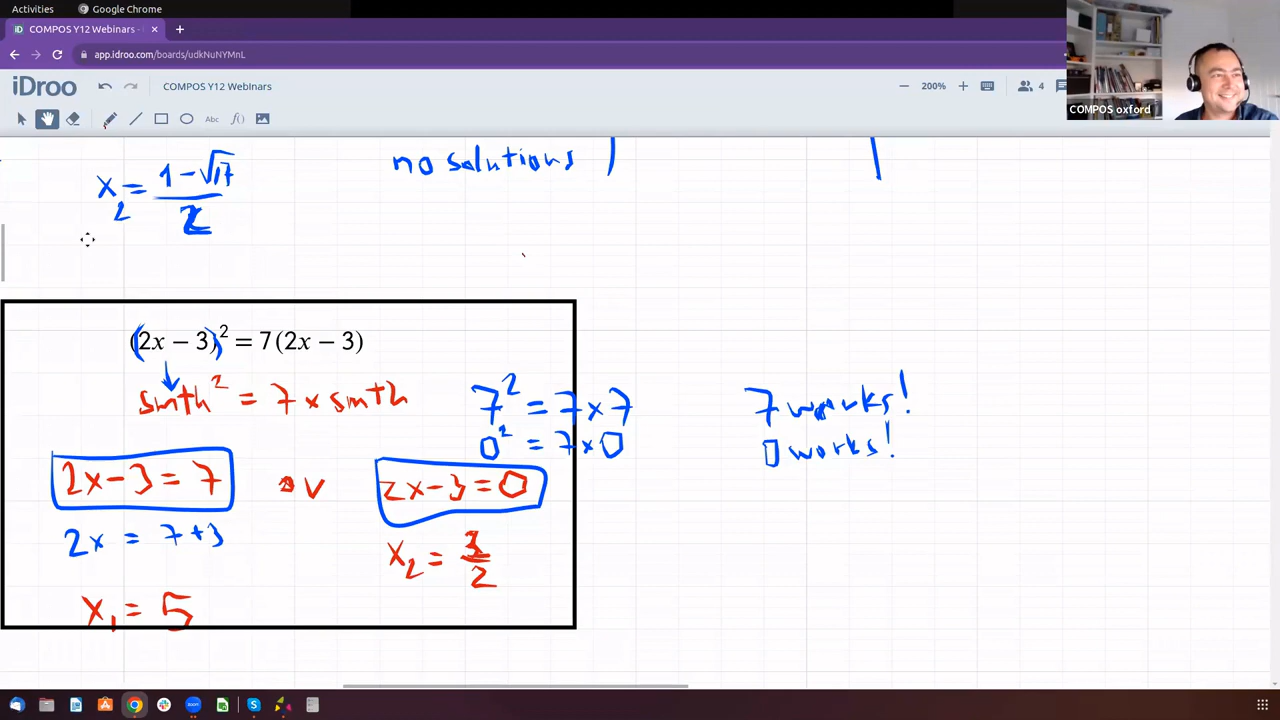 Activities Google Chrome
COMPOS Y12 Webinars - ×
app.idroo.com/boards/udkNuNYMnL
iDroo COMPOS Y12 WebInars 200% 4
Abc f()
COMPOS oxford
no solutions
x₂ = (1 - √17)/2
(2x − 3)² = 7(2x − 3)
smth² = 7 × smth
7² = 7×7 7 works!
0² = 7×0 0 works!
2x-3 = 7 or 2x-3 = 0
2x = 7+3
x₂ = 3/2
x₁ = 5